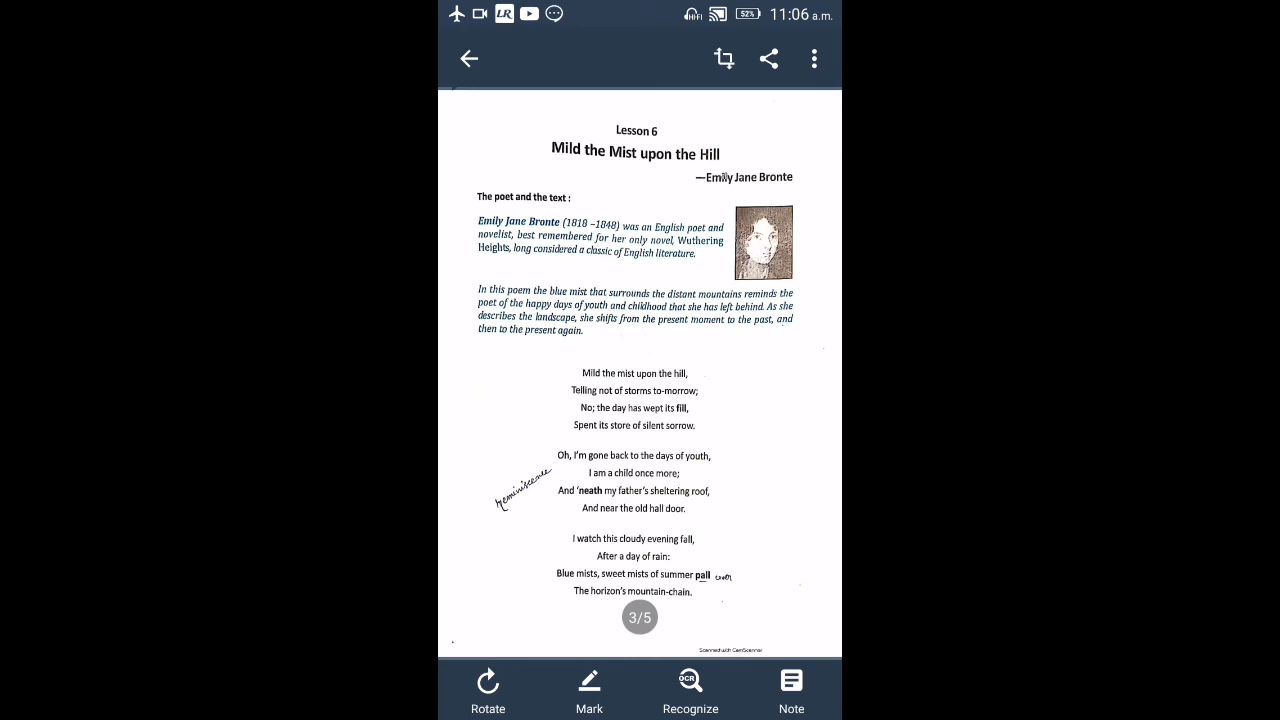 LR
HI-FI
52%
11:06 a.m.
Lesson 6
Mild the Mist upon the Hill
—Emily Jane Bronte
The poet and the text :
Emily Jane Bronte (1818 –1848) was an English poet and
novelist, best remembered for her only novel, Wuthering
Heights, long considered a classic of English literature.
In this poem the blue mist that surrounds the distant mountains reminds the
poet of the happy days of youth and childhood that she has left behind. As she
describes the landscape, she shifts from the present moment to the past, and
then to the present again.
Mild the mist upon the hill,
Telling not of storms to-morrow;
No; the day has wept its fill,
Spent its store of silent sorrow.
Oh, I'm gone back to the days of youth,
I am a child once more;
And 'neath my father's sheltering roof,
And near the old hall door.
reminiscence
I watch this cloudy evening fall,
After a day of rain:
Blue mists, sweet mists of summer pall cover
The horizon's mountain-chain.
3/5
Scanned with CamScanner
OCR
Rotate
Mark
Recognize
Note